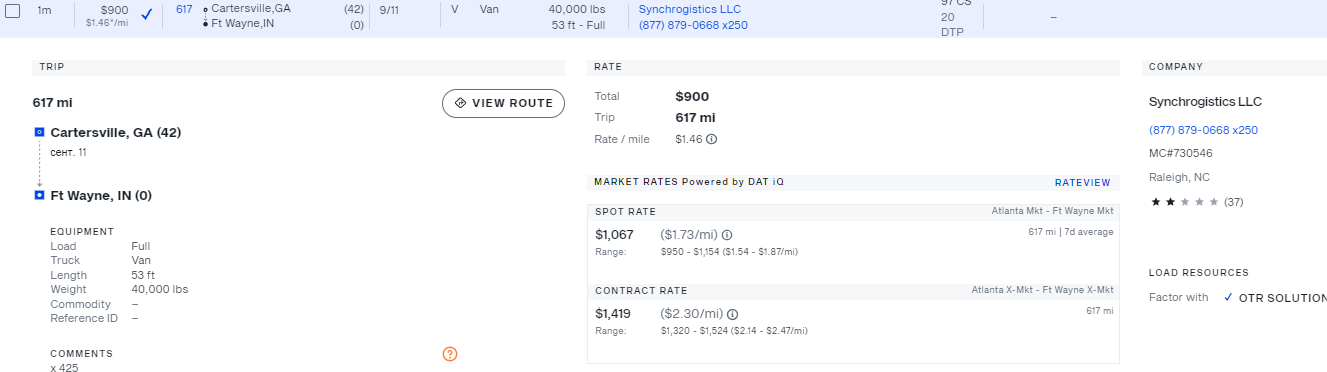 1m
$900
$1.46*/mi
617
Cartersville,GA
(42)
Ft Wayne,IN
(0)
9/11
V
Van
40,000 lbs
53 ft - Full
Synchrogistics LLC
(877) 879-0668 x250
97 CS
20
DTP
–
TRIP
617 mi
VIEW ROUTE
Cartersville, GA (42)
сент. 11
Ft Wayne, IN (0)
EQUIPMENT
Load Full
Truck Van
Length 53 ft
Weight 40,000 lbs
Commodity –
Reference ID –
COMMENTS
x 425
RATE
Total $900
Trip 617 mi
Rate / mile $1.46
MARKET RATES Powered by DAT iQ
RATEVIEW
SPOT RATE
Atlanta Mkt - Ft Wayne Mkt
$1,067 ($1.73/mi)
617 mi | 7d average
Range: $950 - $1,154 ($1.54 - $1.87/mi)
CONTRACT RATE
Atlanta X-Mkt - Ft Wayne X-Mkt
$1,419 ($2.30/mi)
617 mi
Range: $1,320 - $1,524 ($2.14 - $2.47/mi)
COMPANY
Synchrogistics LLC
(877) 879-0668 x250
MC#730546
Raleigh, NC
(37)
LOAD RESOURCES
Factor with ✓ OTR SOLUTION